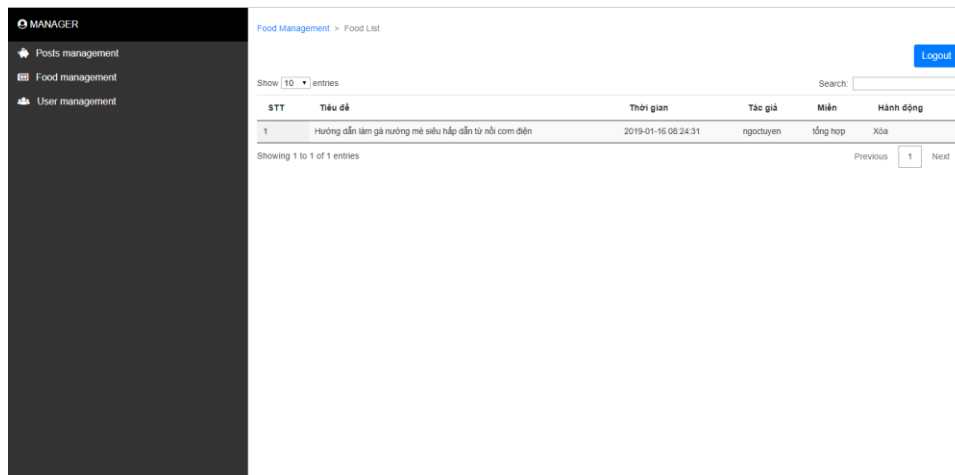 MANAGER
Posts management
Food management
User management
Food Management > Food List
Logout
Show 10 entries
Search:
STT Tiêu đề Thời gian Tác giả Miền Hành động
1 Hướng dẫn làm gà nướng mè siêu hấp dẫn từ nồi cơm điện 2019-01-16 08:24:31 ngoctuyen tổng hợp Xóa
Showing 1 to 1 of 1 entries
Previous 1 Next